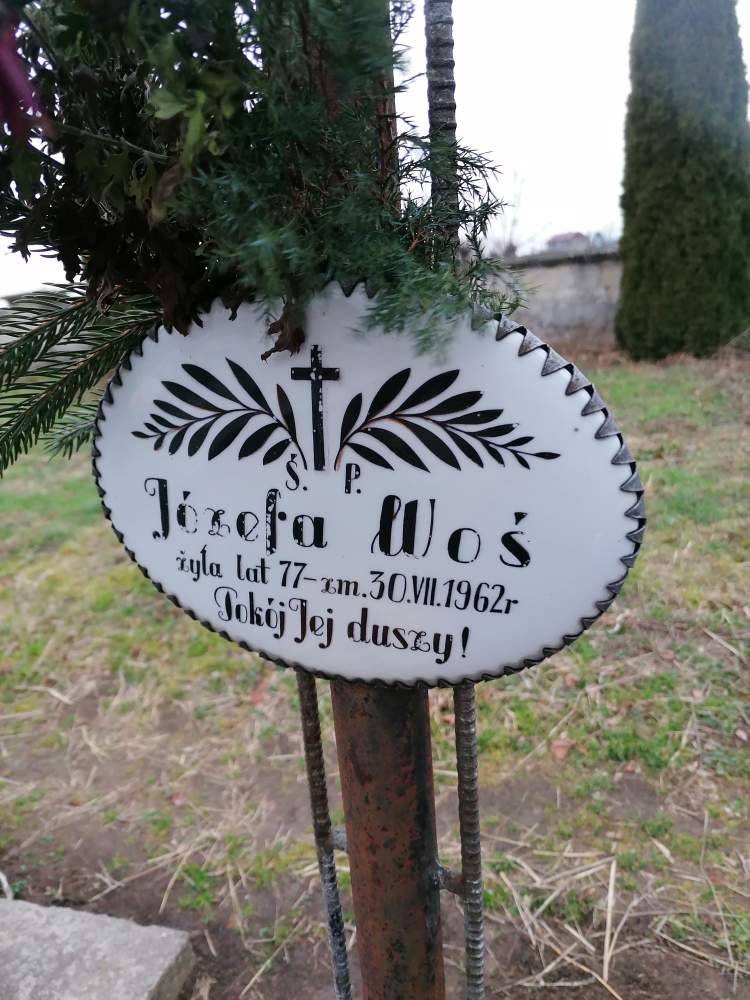 Ś. P.
Józefa Woś
żyła lat 77-zm.30.VII.1962r
Pokój Jej duszy!